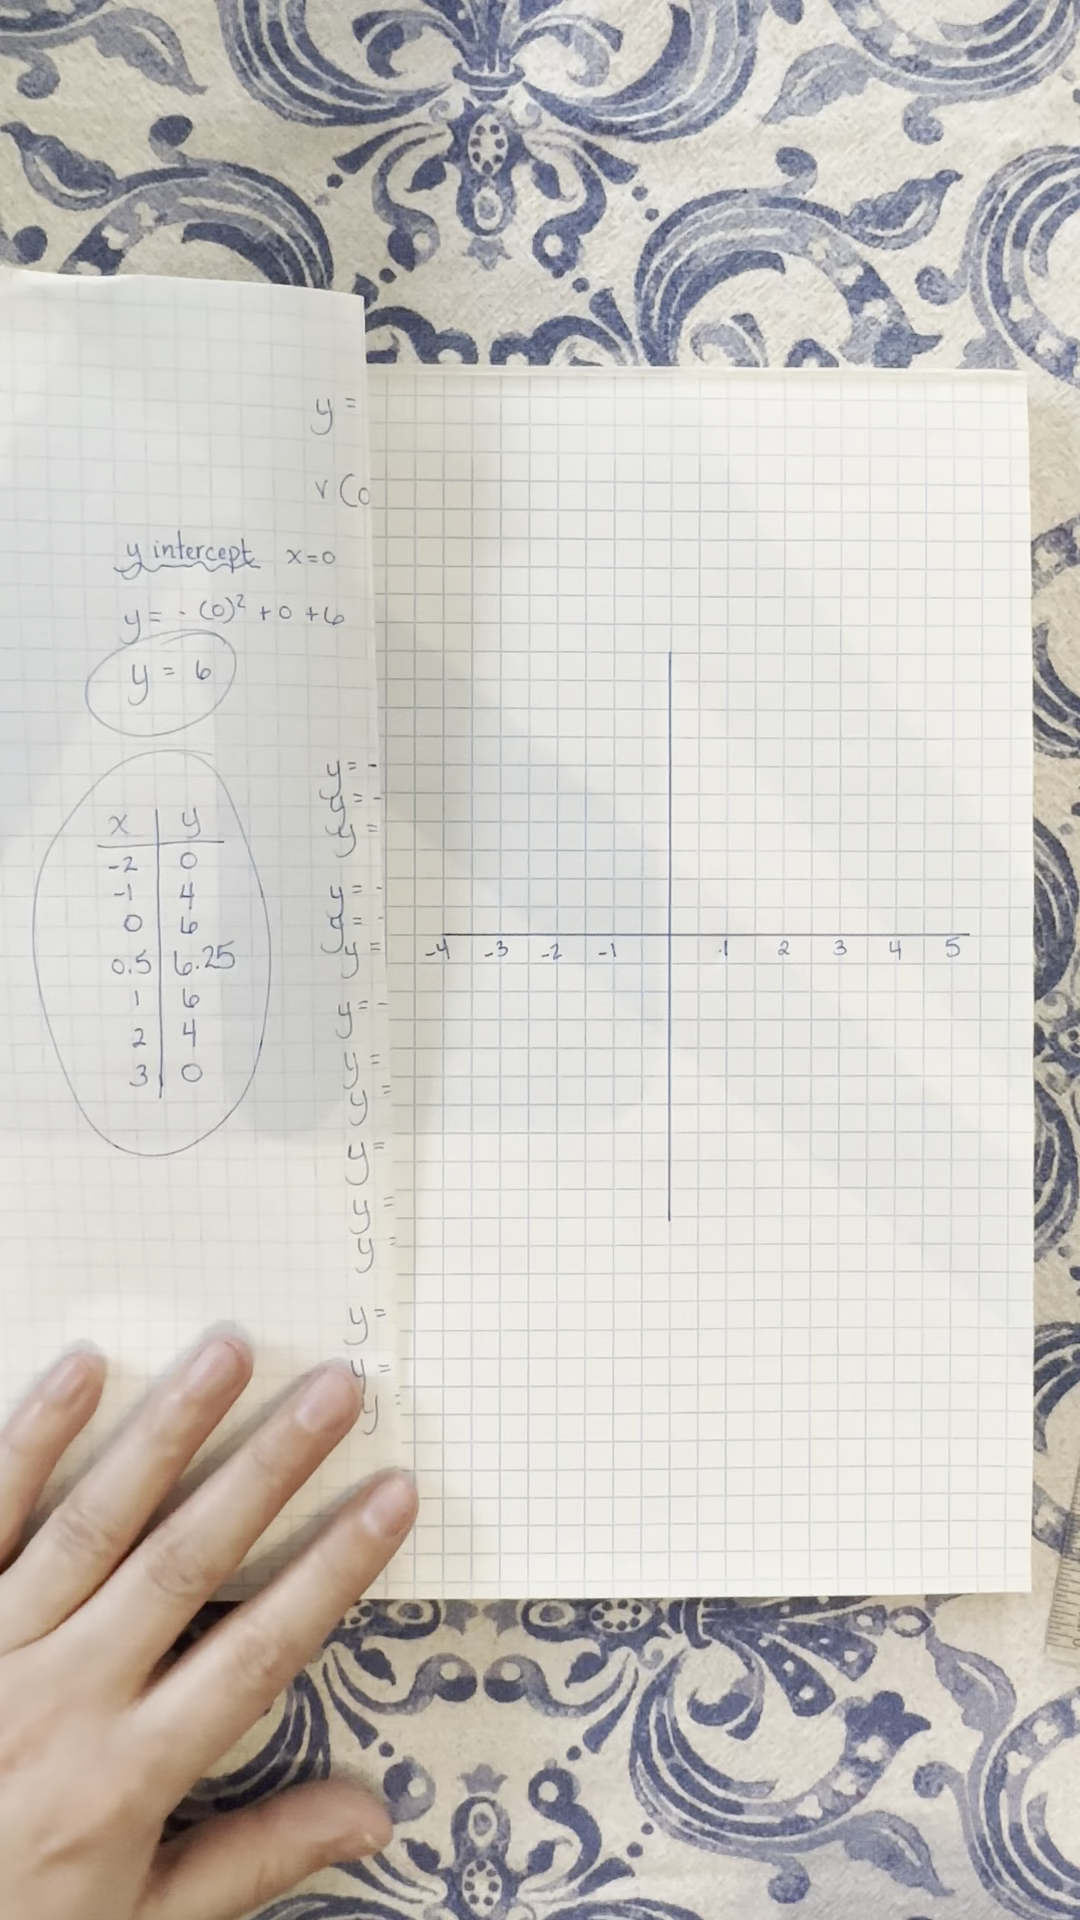 y =
v (0
y intercept x=0
y = - (0)² + 0 + 6
y = 6
x y
-2 0
-1 4
0 6
0.5 6.25
1 6
2 4
3 0
y = -
y = -
y =
y = -
y = -
y =
y = -
y =
y =
y =
y =
y =
y =
y =
y =
-4 -3 -2 -1 1 2 3 4 5